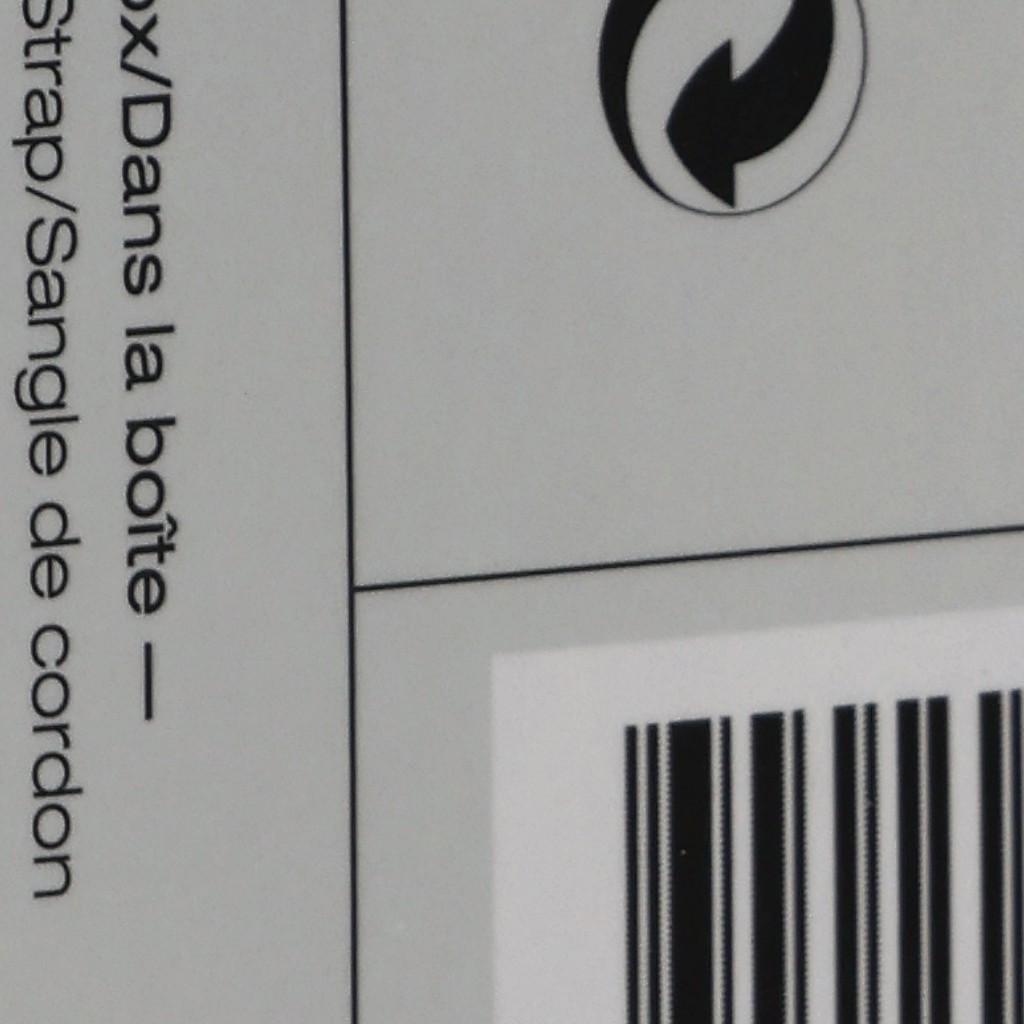 ox/Dans la boîte —
Strap/Sangle de cordon